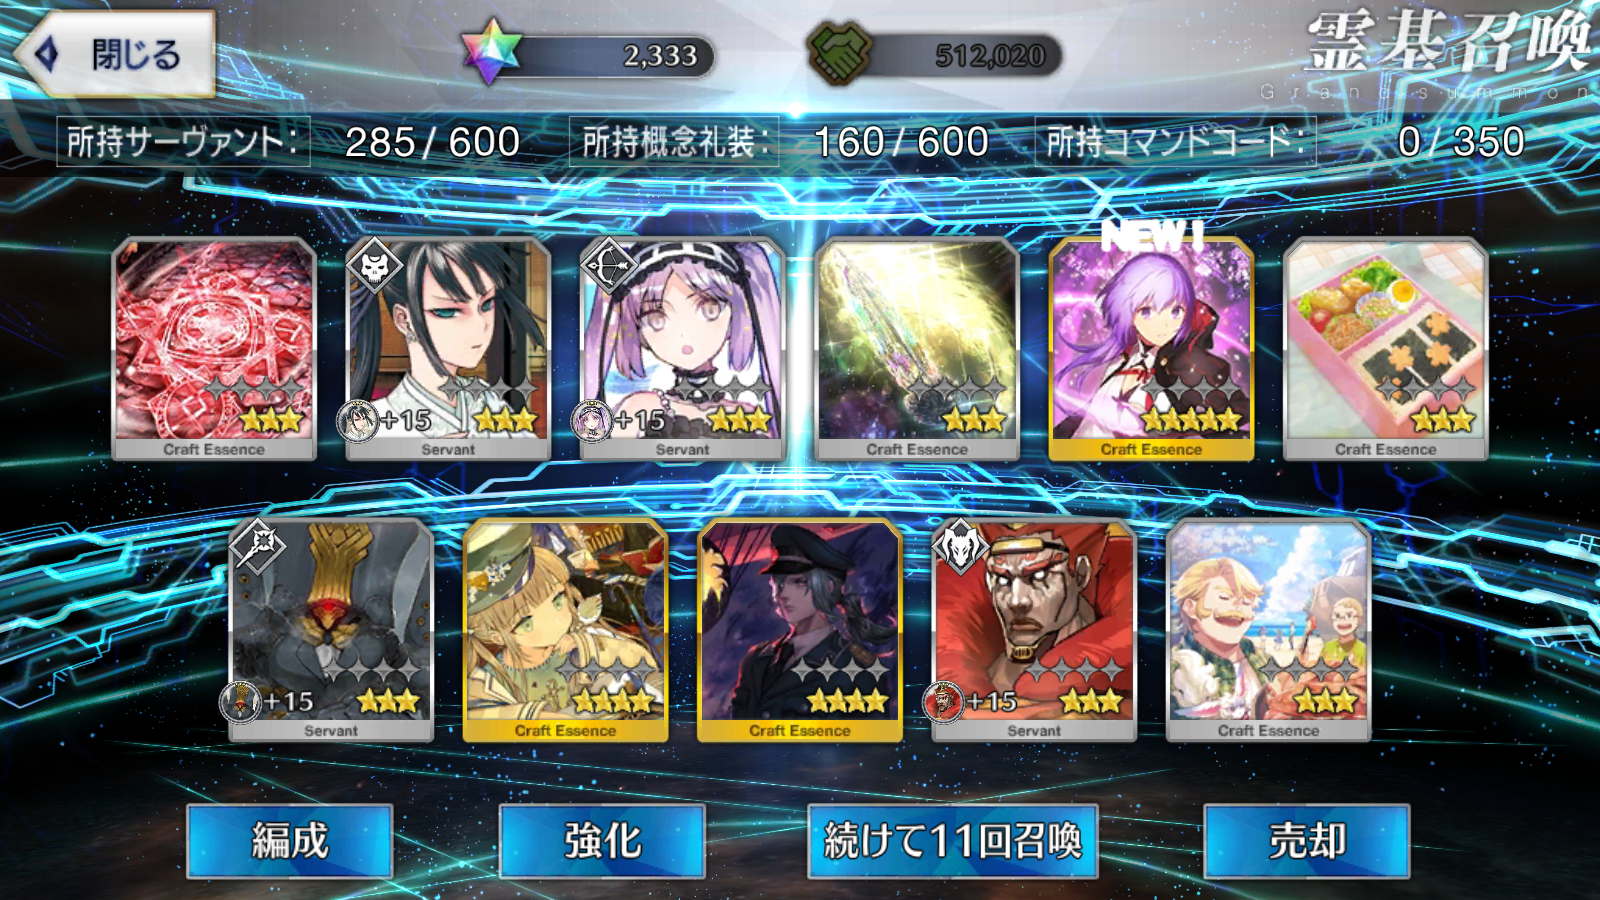 閉じる
2,333
512,020
霊基召喚
Grand summon
所持サーヴァント: 285 / 600
所持概念礼装: 160 / 600
所持コマンドコード: 0 / 350
NEW!
Craft Essence
+15
Servant
+15
Servant
Craft Essence
Craft Essence
Craft Essence
+15
Servant
Craft Essence
Craft Essence
+15
Servant
Craft Essence
編成
強化
続けて11回召喚
売却